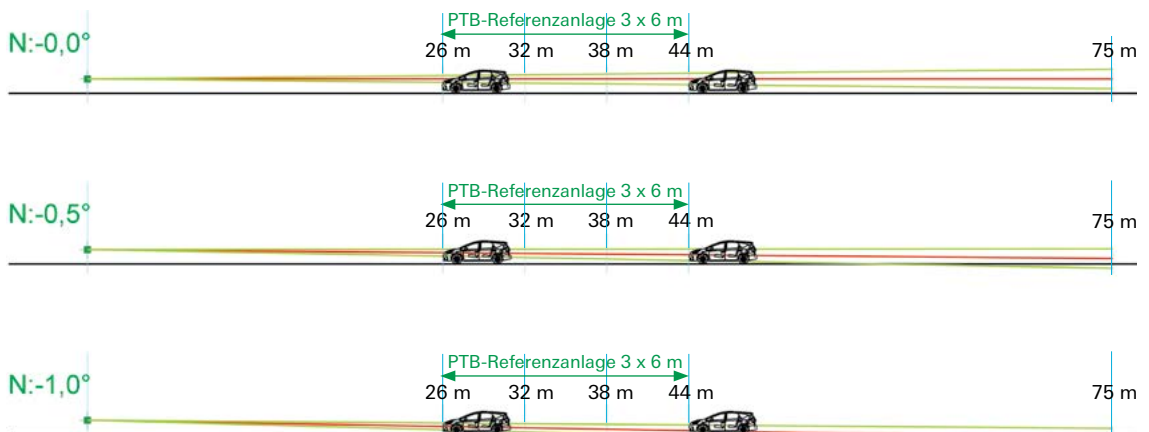 PTB-Referenzanlage 3 x 6 m
N:-0,0°
26 m 32 m 38 m 44 m 75 m
PTB-Referenzanlage 3 x 6 m
N:-0,5°
26 m 32 m 38 m 44 m 75 m
PTB-Referenzanlage 3 x 6 m
N:-1,0°
26 m 32 m 38 m 44 m 75 m